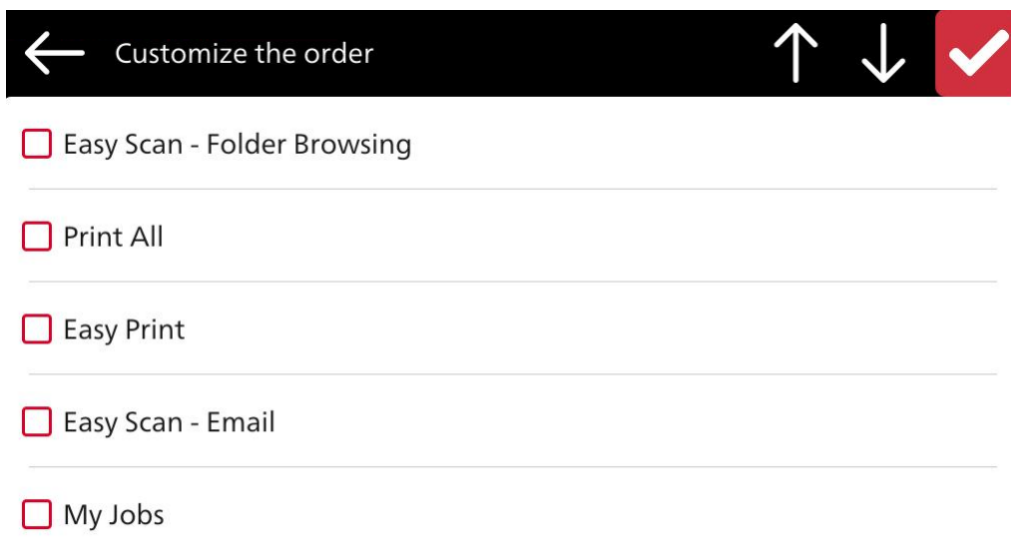 Customize the order
Easy Scan - Folder Browsing
Print All
Easy Print
Easy Scan - Email
My Jobs